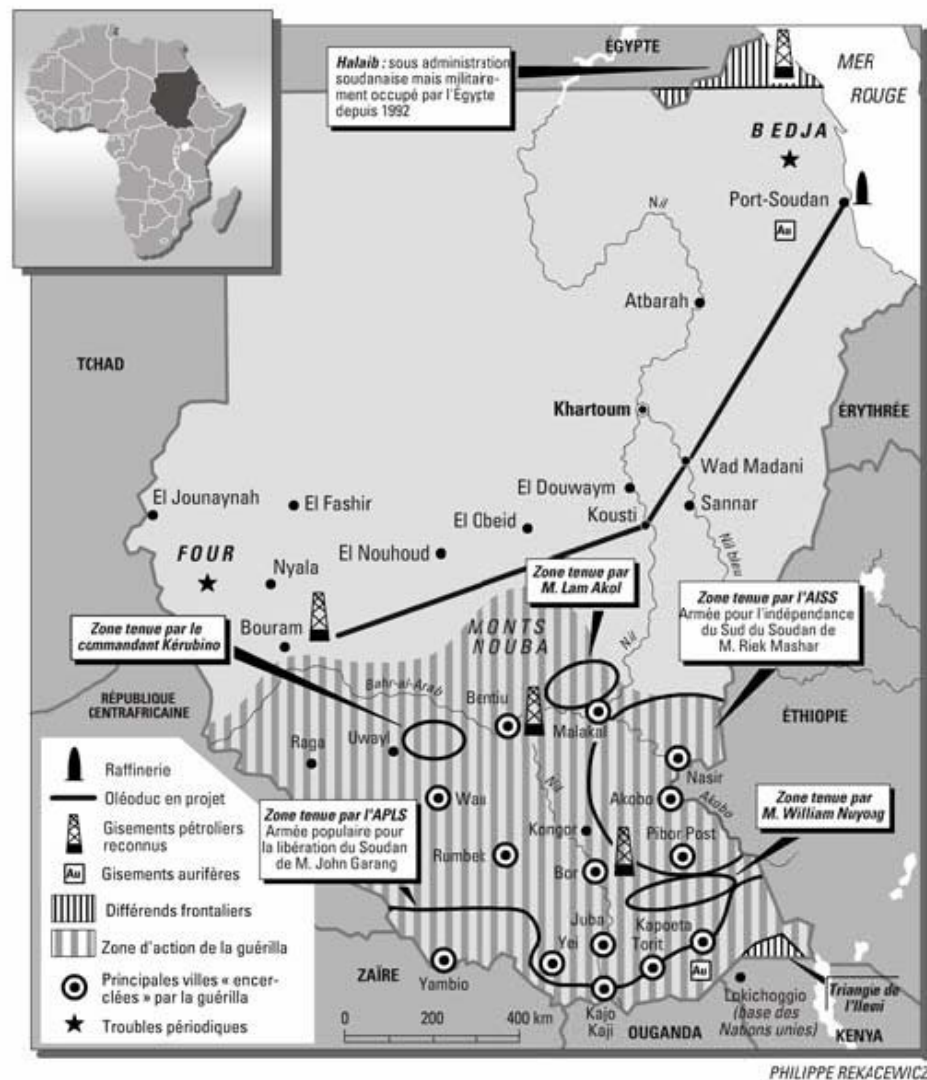 ÉGYPTE
Halaib : sous administration
soudanaise mais militaire-
ment occupé par l'Égypte
depuis 1992
MER
ROUGE
BEDJA
Port-Soudan
Au
Nil
Atbarah
TCHAD
Khartoum
ÉRYTHRÉE
Wad Madani
El Douwaym
Sannar
El Jounaynah
El Fashir
El Obeid
Kousti
El Nouhoud
Nil bleu
FOUR
Nyala
Zone tenue par
M. Lam Akol
Zone tenue par l'AISS
Armée pour l'indépendance
du Sud du Soudan de
M. Riek Mashar
Bouram
Zone tenue par le
commandant Kérubino
MONTS
NOUBA
Nil
Bahr-al-Arab
RÉPUBLIQUE
CENTRAFRICAINE
Bentiu
Malakal
ÉTHIOPIE
Raga
Uwayl
Nasir
Nil
Akobo
Akobo
Wau
Zone tenue par
M. William Nuyoag
Zone tenue par l'APLS
Armée populaire pour
la libération du Soudan
de M. John Garang
Kongor
Pibor Post
Rumbek
Bor
Juba
Kapoeta
Yei
Torit
Au
ZAÏRE
Yambio
Kajo
Kaji
Lokichoggio
(base des
Nations unies)
Triangle de
l'Ilemi
OUGANDA
KENYA
Raffinerie
Oléoduc en projet
Gisements pétroliers
reconnus
Au
Gisements aurifères
Différends frontaliers
Zone d'action de la guérilla
Principales villes « encer-
clées » par la guérilla
Troubles périodiques
0 200 400 km
PHILIPPE REKACEWICZ